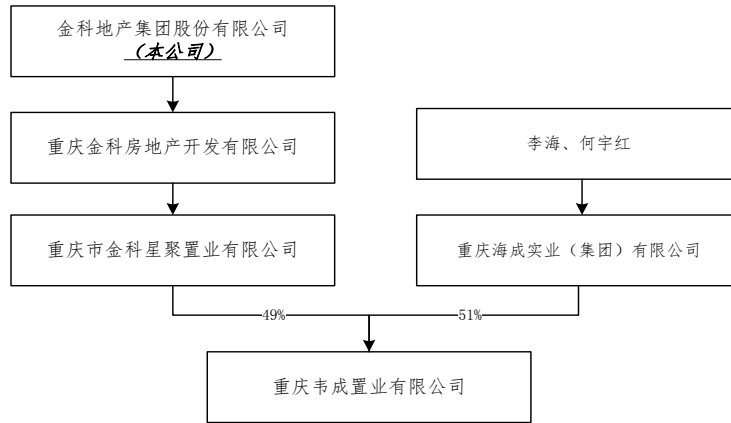 金科地产集团股份有限公司
（本公司）
重庆金科房地产开发有限公司
李海、何宇红
重庆市金科星聚置业有限公司
重庆海成实业（集团）有限公司
49%
51%
重庆韦成置业有限公司